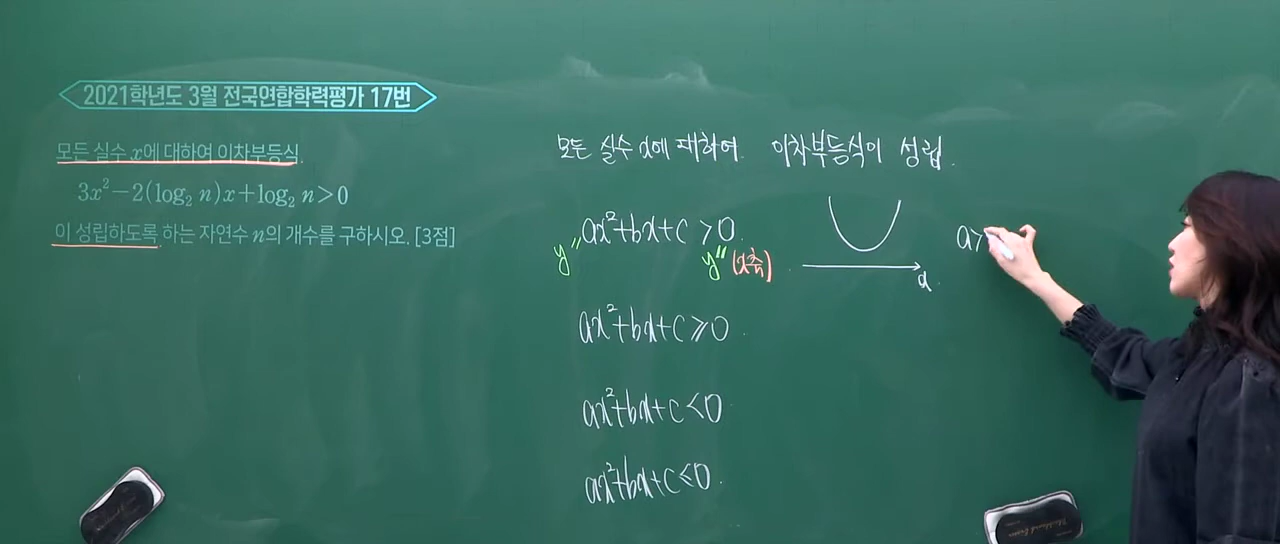 2021학년도 3월 전국연합학력평가 17번
모든 실수 x에 대하여 이차부등식
3x²−2(log₂ n)x+log₂ n>0
이 성립하도록 하는 자연수 n의 개수를 구하시오. [3점]
모든 실수 x에 대하여 이차부등식이 성립.
ax²+bx+c >0.
y" y" (x축)
x
a>
ax²+bx+c≥0
ax²+bx+c<0
ax²+bx+c≤0.